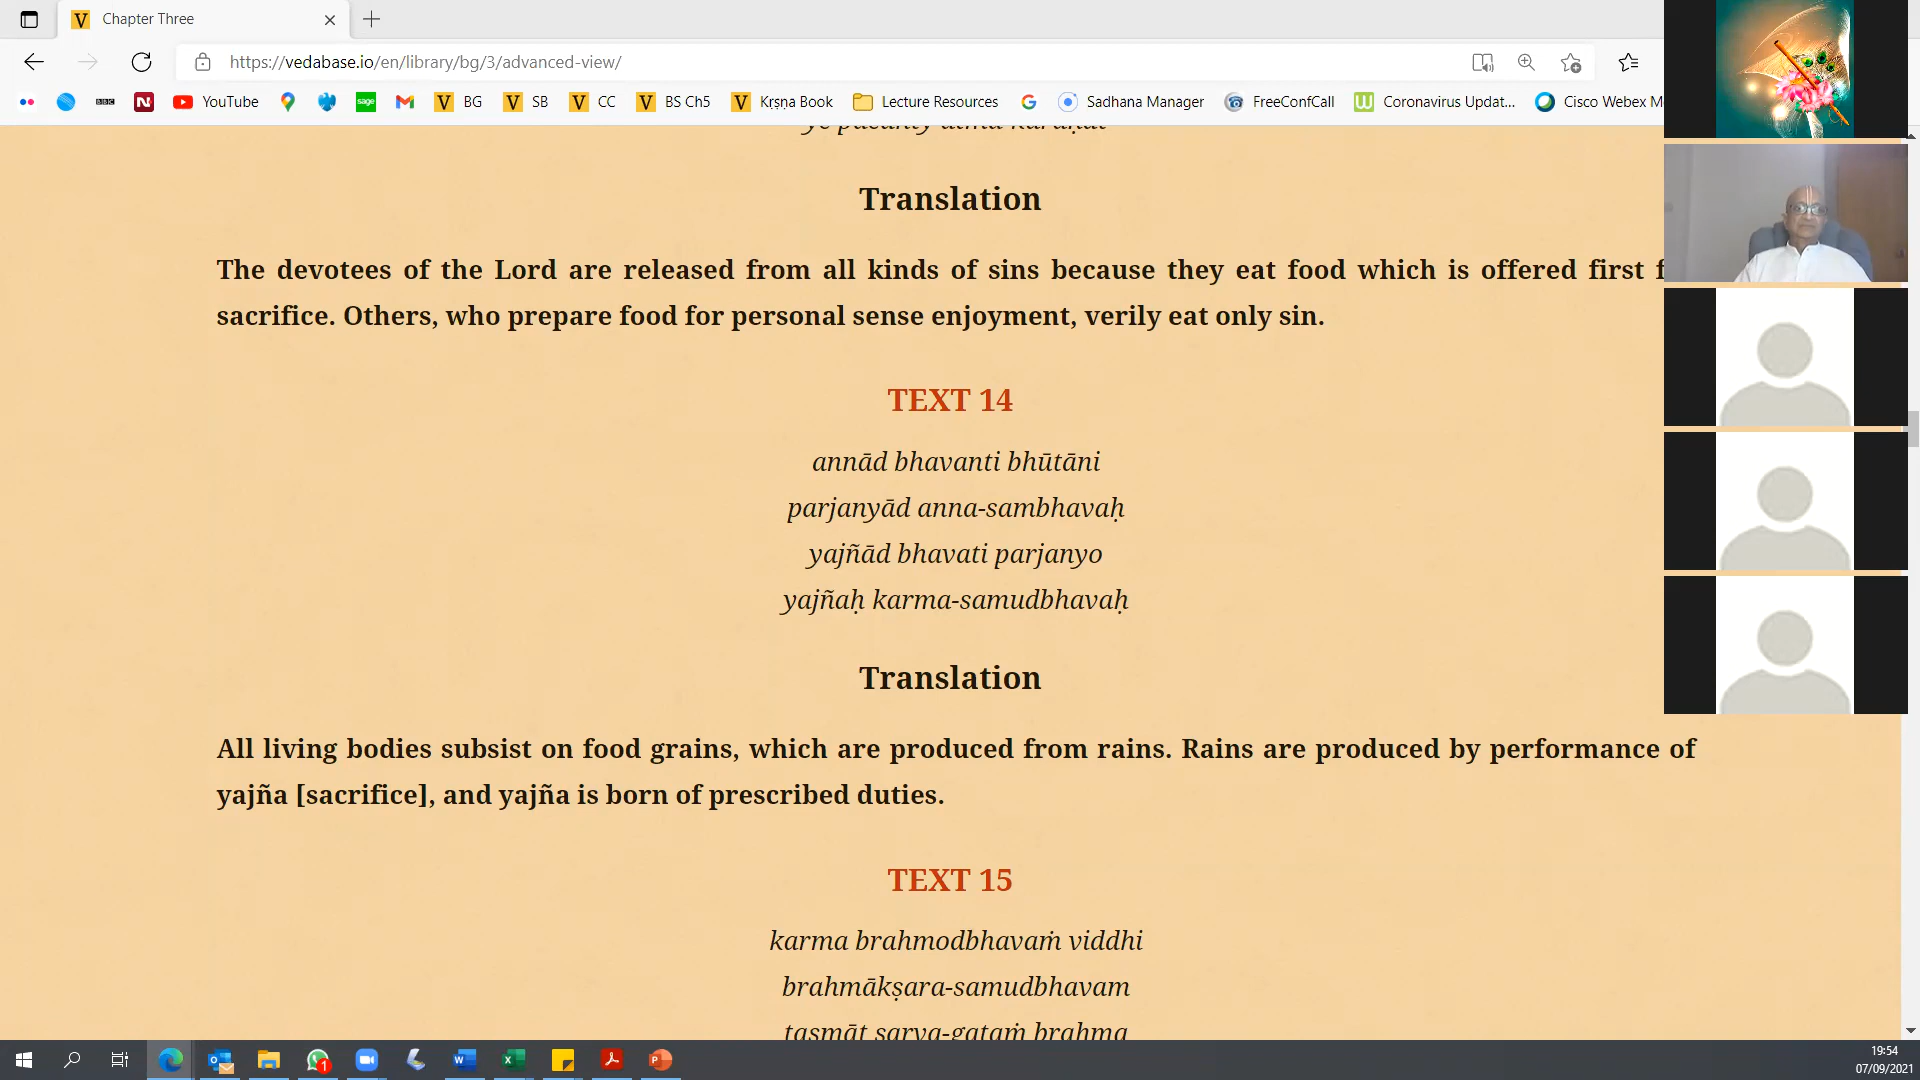 Chapter Three
https://vedabase.io/en/library/bg/3/advanced-view/
BBC N YouTube sage BG SB CC BS Ch5 Kṛṣṇa Book Lecture Resources Sadhana Manager FreeConfCall Coronavirus Updat... Cisco Webex M
ye pacanty ātma-kāraṇāt
Translation
The devotees of the Lord are released from all kinds of sins because they eat food which is offered first f
sacrifice. Others, who prepare food for personal sense enjoyment, verily eat only sin.
TEXT 14
annād bhavanti bhūtāni
parjanyād anna-sambhavaḥ
yajñād bhavati parjanyo
yajñaḥ karma-samudbhavaḥ
Translation
All living bodies subsist on food grains, which are produced from rains. Rains are produced by performance of
yajña [sacrifice], and yajña is born of prescribed duties.
TEXT 15
karma brahmodbhavaṁ viddhi
brahmākṣara-samudbhavam
tasmāt sarva-gataṁ brahma
19:54
07/09/2021